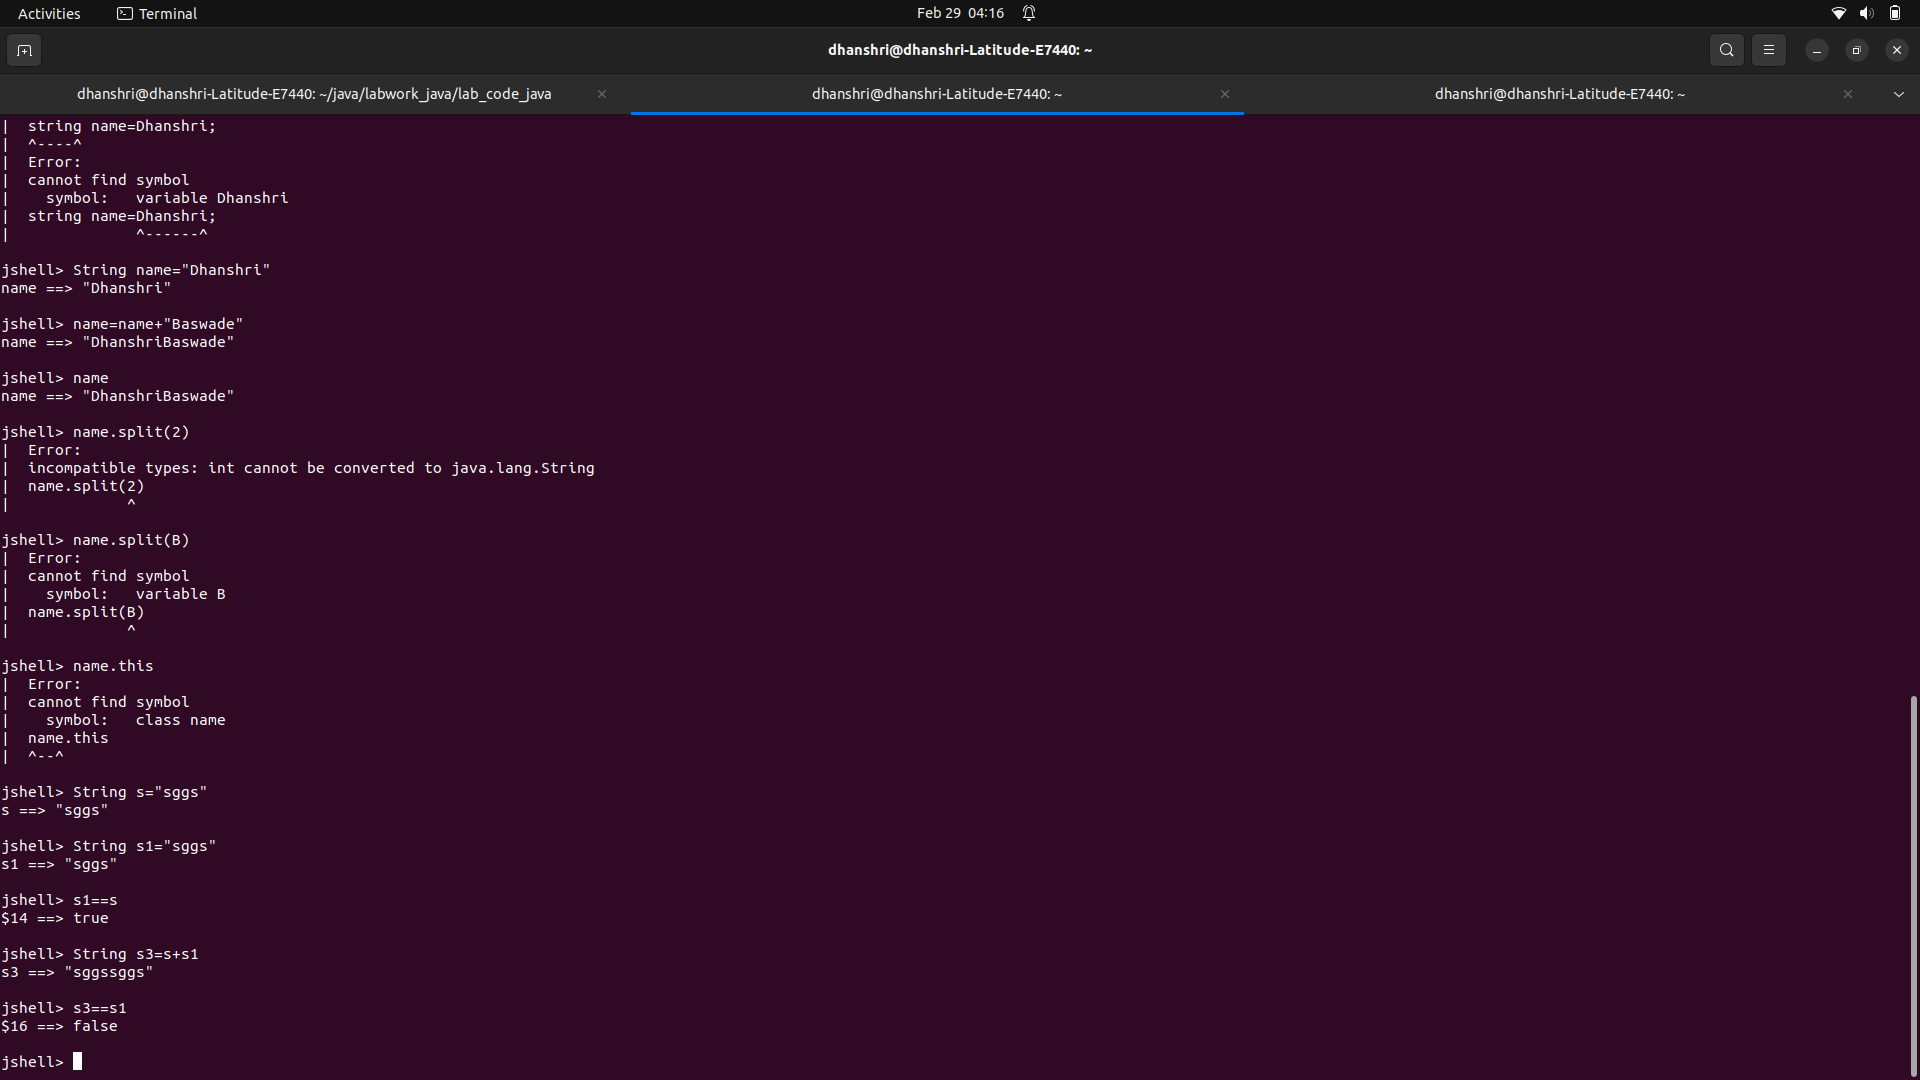 Activities Terminal Feb 29 04:16
dhanshri@dhanshri-Latitude-E7440: ~
dhanshri@dhanshri-Latitude-E7440: ~/java/labwork_java/lab_code_java dhanshri@dhanshri-Latitude-E7440: ~ dhanshri@dhanshri-Latitude-E7440: ~
|  string name=Dhanshri;
|  ^----^
|  Error:
|  cannot find symbol
|    symbol:   variable Dhanshri
|  string name=Dhanshri;
|              ^------^
jshell> String name="Dhanshri"
name ==> "Dhanshri"
jshell> name=name+"Baswade"
name ==> "DhanshriBaswade"
jshell> name
name ==> "DhanshriBaswade"
jshell> name.split(2)
|  Error:
|  incompatible types: int cannot be converted to java.lang.String
|  name.split(2)
|             ^
jshell> name.split(B)
|  Error:
|  cannot find symbol
|    symbol:   variable B
|  name.split(B)
|             ^
jshell> name.this
|  Error:
|  cannot find symbol
|    symbol:   class name
|  name.this
|  ^--^
jshell> String s="sggs"
s ==> "sggs"
jshell> String s1="sggs"
s1 ==> "sggs"
jshell> s1==s
$14 ==> true
jshell> String s3=s+s1
s3 ==> "sggssggs"
jshell> s3==s1
$16 ==> false
jshell>